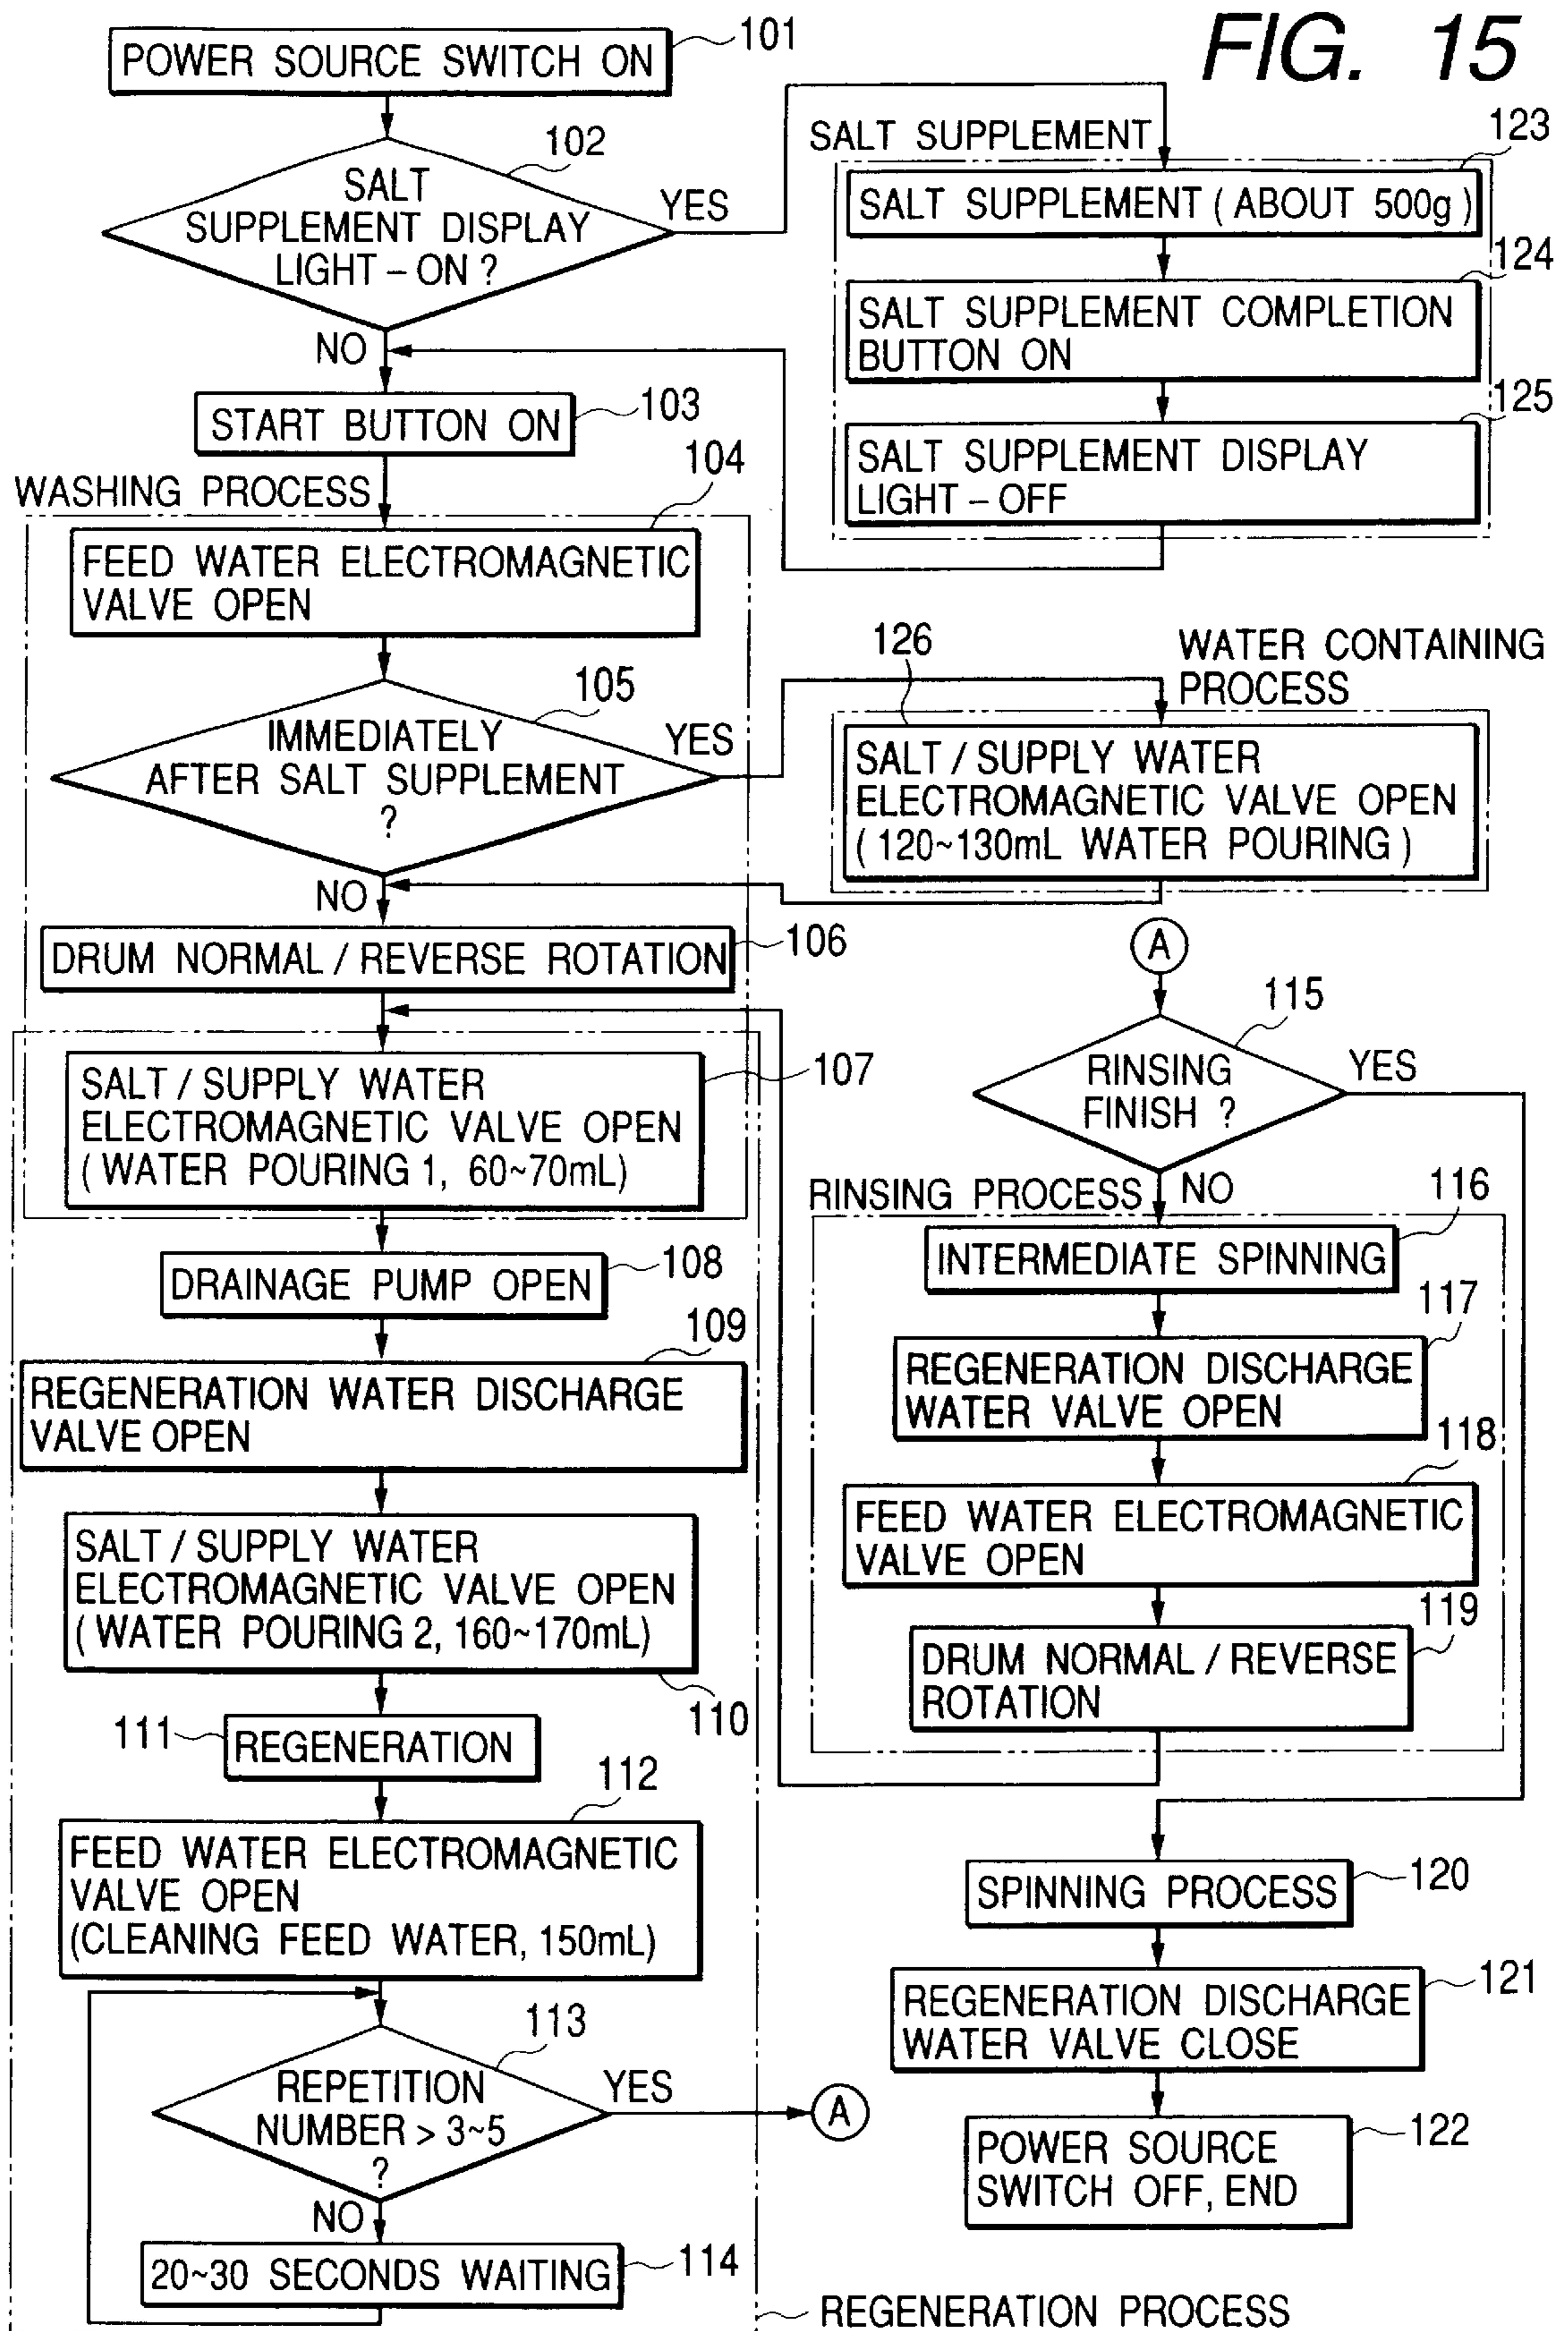 FIG. 15
POWER SOURCE SWITCH ON
101
SALT
SUPPLEMENT DISPLAY
LIGHT – ON ?
102
YES
NO
START BUTTON ON
103
WASHING PROCESS
104
FEED WATER ELECTROMAGNETIC
VALVE OPEN
105
IMMEDIATELY
AFTER SALT SUPPLEMENT
?
YES
NO
DRUM NORMAL / REVERSE ROTATION
106
SALT / SUPPLY WATER
ELECTROMAGNETIC VALVE OPEN
( WATER POURING 1, 60~70mL)
107
DRAINAGE PUMP OPEN
108
109
REGENERATION WATER DISCHARGE
VALVE OPEN
SALT / SUPPLY WATER
ELECTROMAGNETIC VALVE OPEN
( WATER POURING 2, 160~170mL)
110
111
REGENERATION
112
FEED WATER ELECTROMAGNETIC
VALVE OPEN
(CLEANING FEED WATER, 150mL)
113
REPETITION
NUMBER > 3~5
?
YES
A
NO
20~30 SECONDS WAITING
114
REGENERATION PROCESS
SALT SUPPLEMENT
123
SALT SUPPLEMENT ( ABOUT 500g )
124
SALT SUPPLEMENT COMPLETION
BUTTON ON
125
SALT SUPPLEMENT DISPLAY
LIGHT – OFF
126
WATER CONTAINING
PROCESS
SALT / SUPPLY WATER
ELECTROMAGNETIC VALVE OPEN
( 120~130mL WATER POURING )
A
115
RINSING
FINISH ?
YES
NO
RINSING PROCESS
116
INTERMEDIATE SPINNING
117
REGENERATION DISCHARGE
WATER VALVE OPEN
118
FEED WATER ELECTROMAGNETIC
VALVE OPEN
119
DRUM NORMAL / REVERSE
ROTATION
SPINNING PROCESS
120
REGENERATION DISCHARGE
WATER VALVE CLOSE
121
POWER SOURCE
SWITCH OFF, END
122